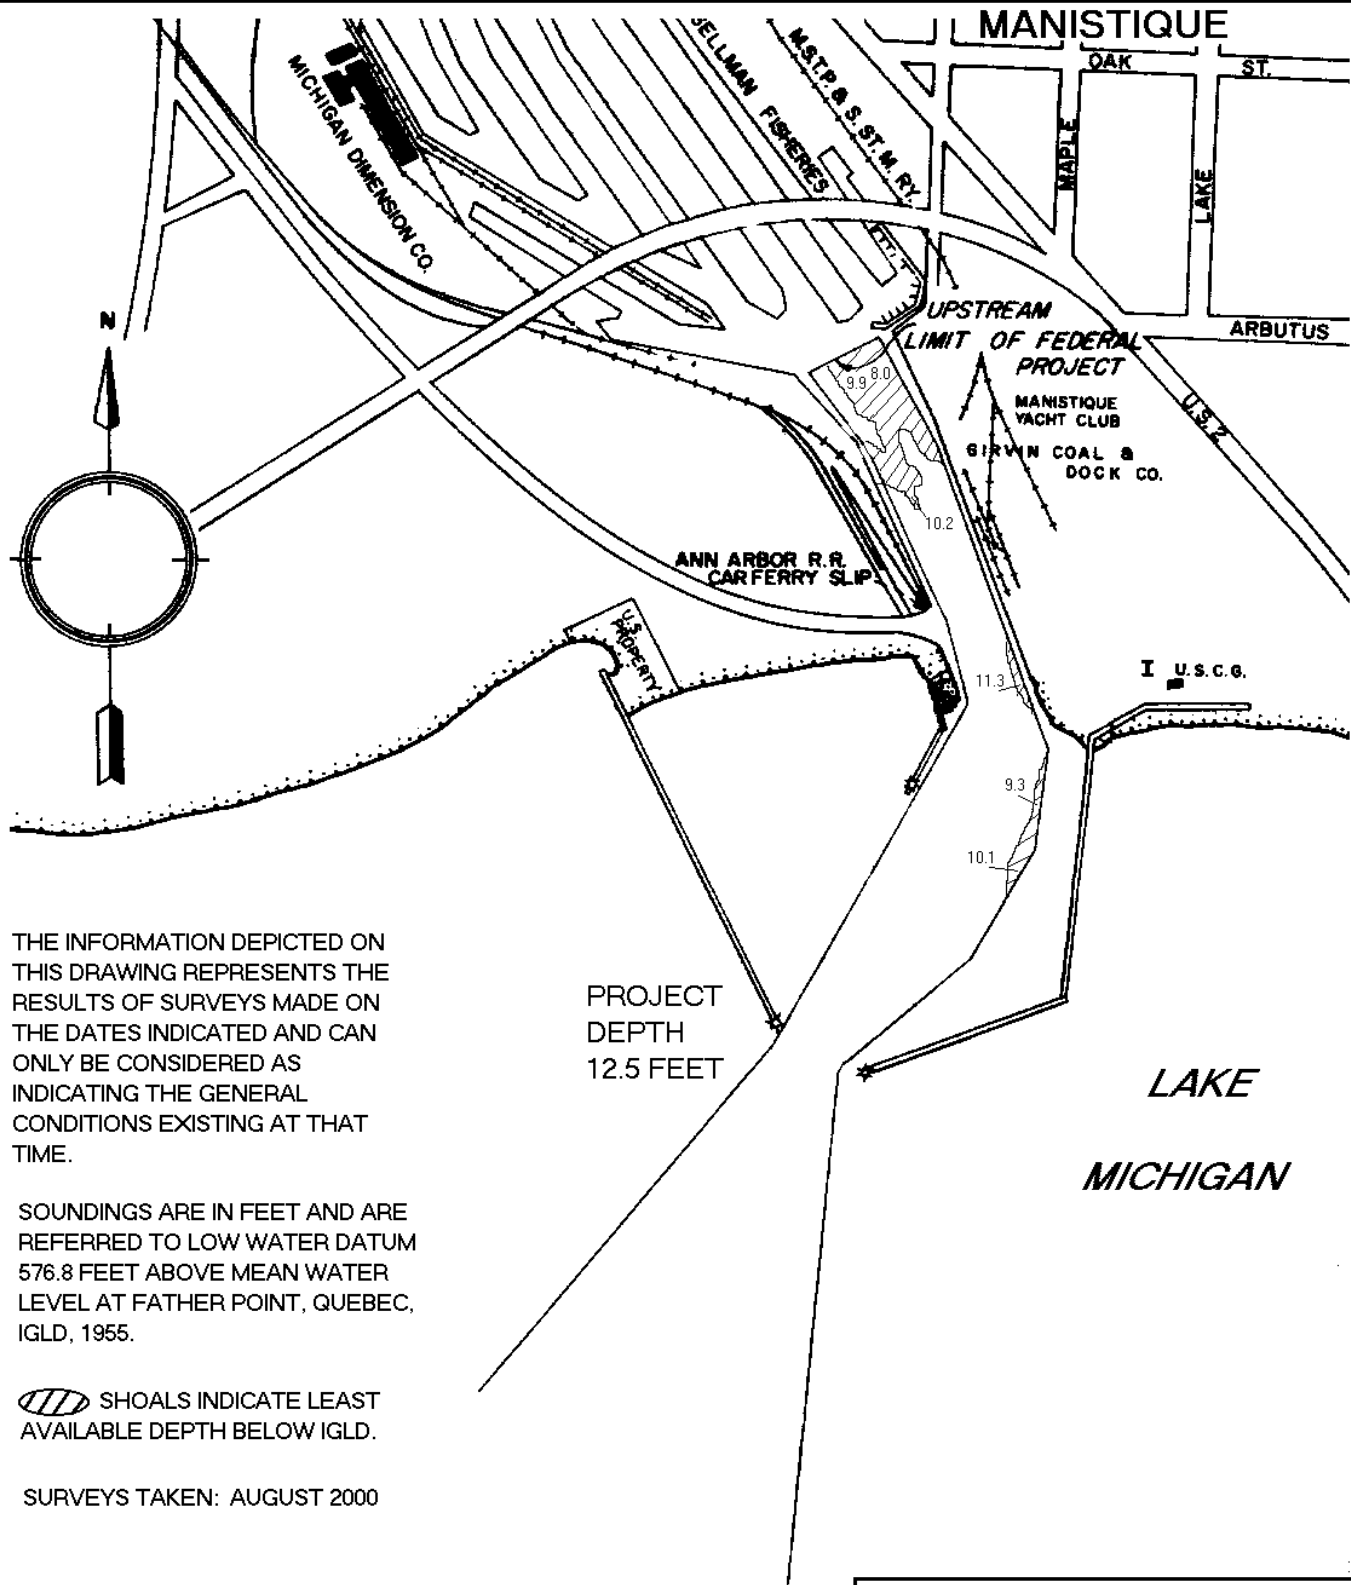 MANISTIQUE
OAK ST.
MAPLE
LAKE
ARBUTUS
U.S. 2
M.ST.P. & S. ST. M. RY.
FISHERIES
MICHIGAN DIMENSION CO.
N
UPSTREAM
LIMIT OF FEDERAL
PROJECT
9.9
8.0
MANISTIQUE
YACHT CLUB
GIRVIN COAL &
DOCK CO.
10.2
ANN ARBOR R.R.
CAR FERRY SLIP
U.S.
PROPERTY
11.3
I U.S.C.G.
9.3
10.1
THE INFORMATION DEPICTED ON
THIS DRAWING REPRESENTS THE
RESULTS OF SURVEYS MADE ON
THE DATES INDICATED AND CAN
ONLY BE CONSIDERED AS
INDICATING THE GENERAL
CONDITIONS EXISTING AT THAT
TIME.
PROJECT
DEPTH
12.5 FEET
LAKE
MICHIGAN
SOUNDINGS ARE IN FEET AND ARE
REFERRED TO LOW WATER DATUM
576.8 FEET ABOVE MEAN WATER
LEVEL AT FATHER POINT, QUEBEC,
IGLD, 1955.
SHOALS INDICATE LEAST
AVAILABLE DEPTH BELOW IGLD.
SURVEYS TAKEN: AUGUST 2000